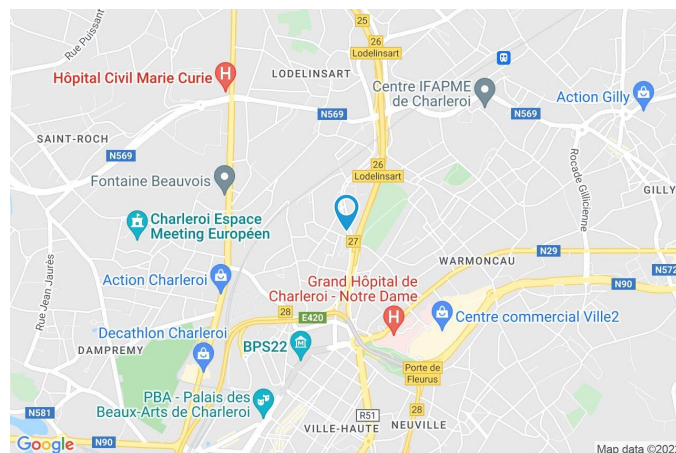 Rue Puissant
25
26
LODELINSART
Hôpital Civil Marie Curie
Centre IFAPME
de Charleroi
Action Gilly
N569
N569
SAINT-ROCH
N569
26
Lodelinsart
Fontaine Beauvois
Rocade Gillicienne
GILLY
Charleroi Espace
Meeting Européen
27
WARMONCAU
N29
N572
Rue Jean Jaurès
Action Charleroi
Grand Hôpital de
Charleroi - Notre Dame
N90
28
E420
Centre commercial Ville2
Decathlon Charleroi
BPS22
DAMPREMY
Porte de
Fleurus
PBA - Palais des
Beaux-Arts de Charleroi
N581
R51
28
VILLE-HAUTE
NEUVILLE
N90
Google
Map data ©202